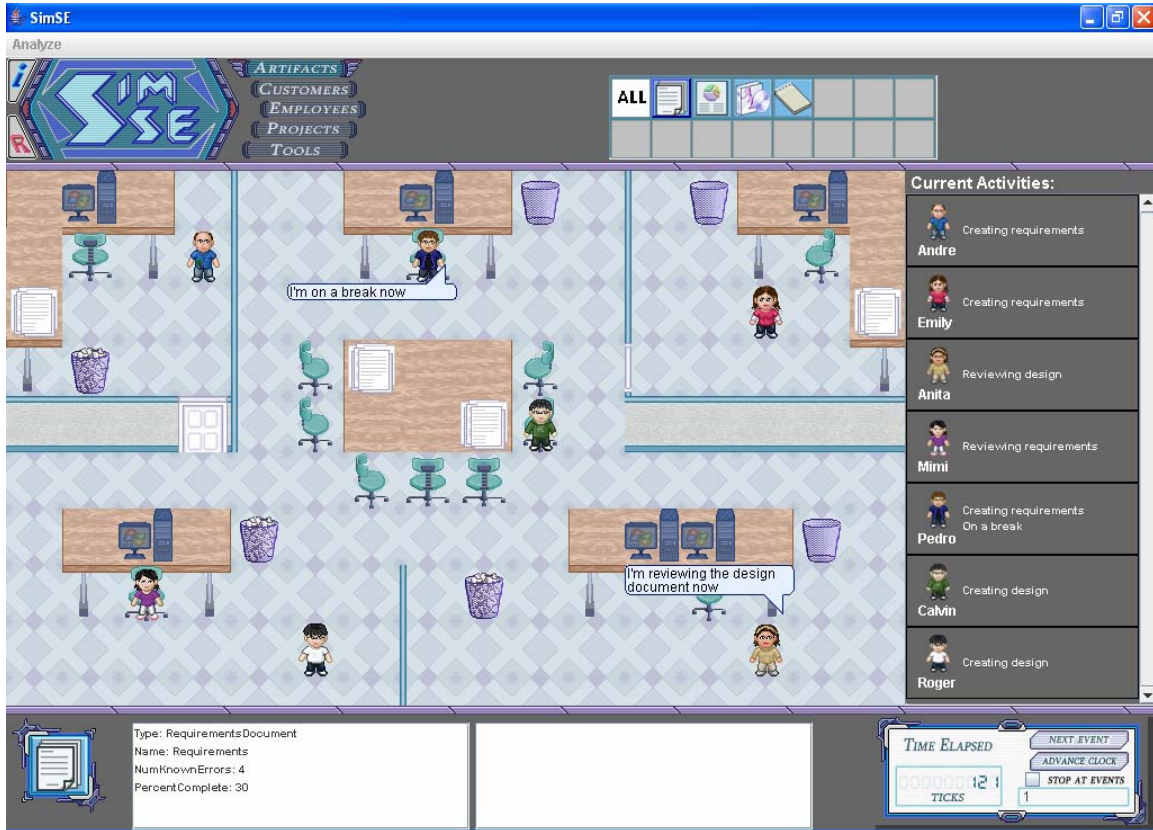 SimSE
Analyze
i
R
SIM
SE
ARTIFACTS
CUSTOMERS
EMPLOYEES
PROJECTS
TOOLS
ALL
I'm on a break now
I'm reviewing the design
document now
Current Activities:
Creating requirements
Andre
Creating requirements
Emily
Reviewing design
Anita
Reviewing requirements
Mimi
Creating requirements
On a break
Pedro
Creating design
Calvin
Creating design
Roger
Type: RequirementsDocument
Name: Requirements
NumKnownErrors: 4
PercentComplete: 30
TIME ELAPSED
121
TICKS
NEXT EVENT
ADVANCE CLOCK
STOP AT EVENTS
1